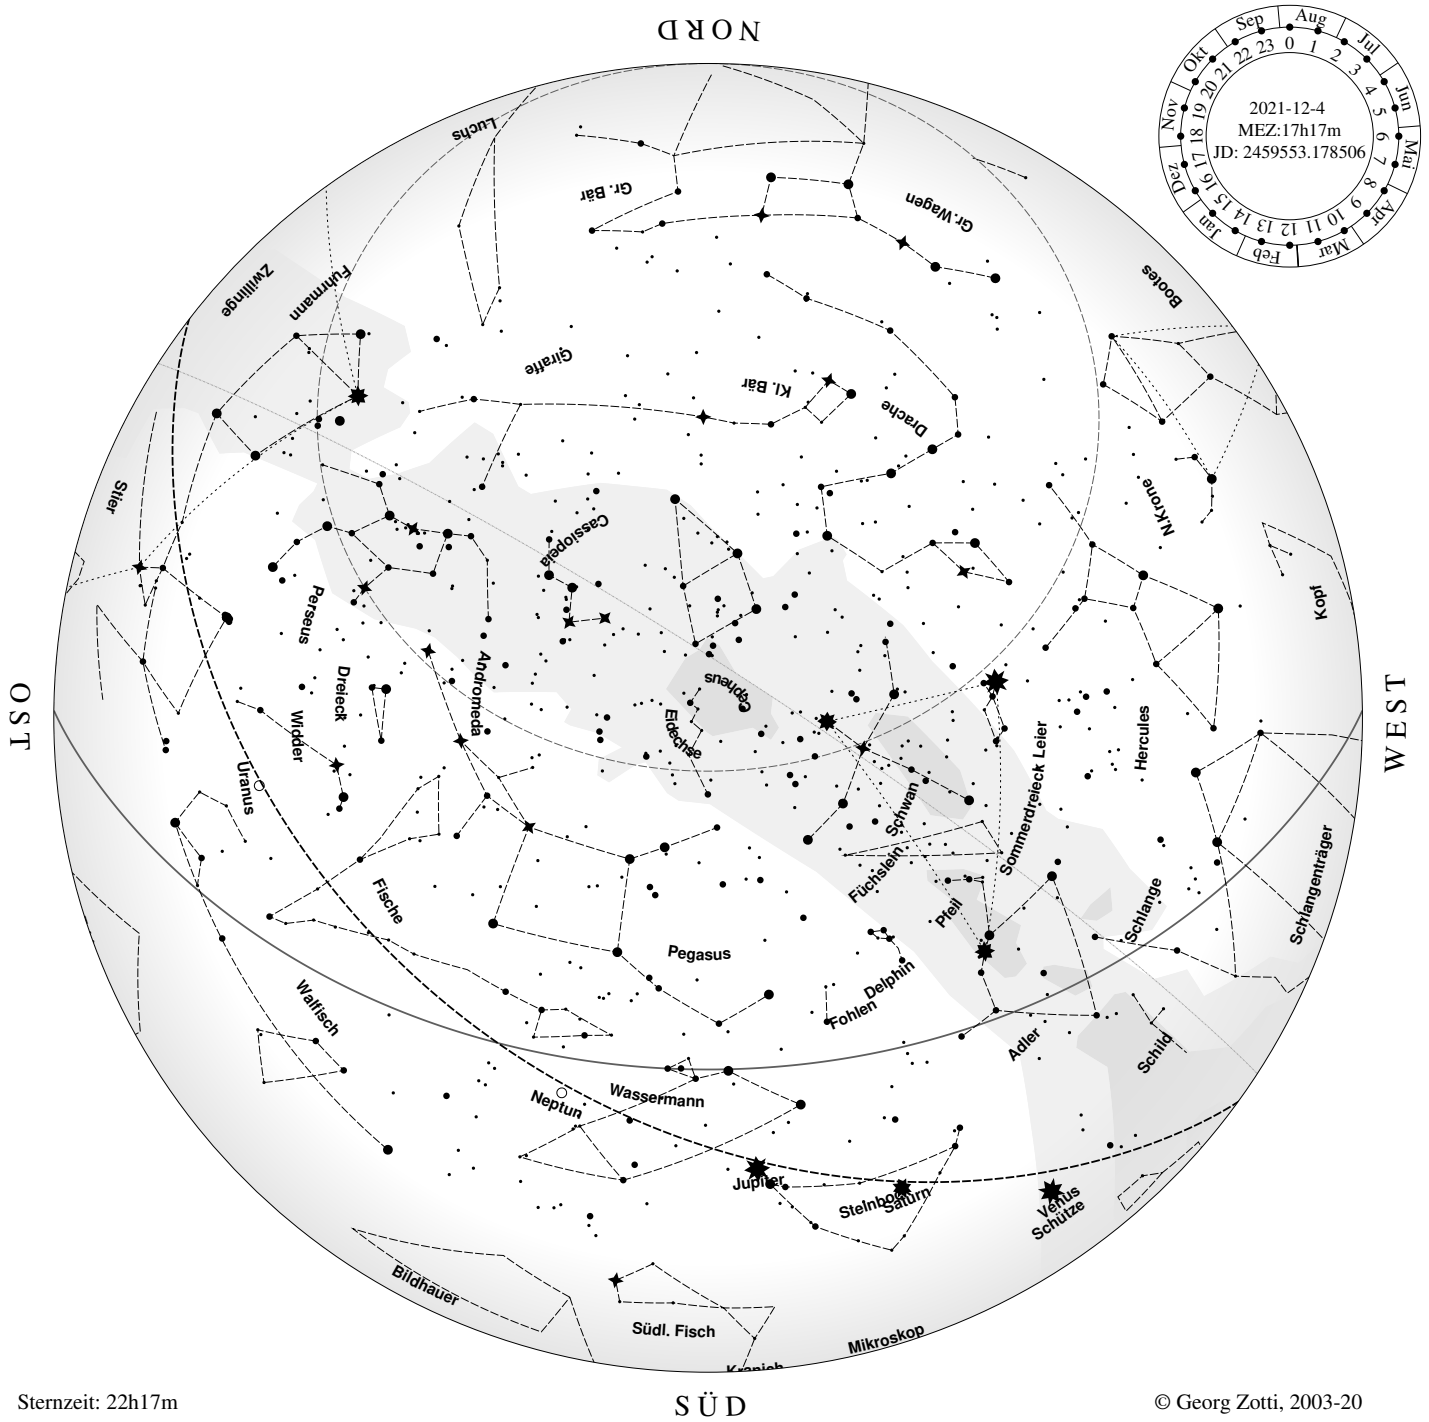 NORD
Sep
Aug
Jul
Jun
Mai
Apr
Mar
Feb
Jan
Dez
Nov
Okt
0 1 2 3 4 5 6 7 8 9 10 11 12 13 14 15 16 17 18 19 20 21 22 23
2021-12-4
MEZ:17h17m
JD: 2459553.178506
Luchs
Gr. Bär
Gr.Wagen
Zwillinge
Fuhrmann
Bootes
Giraffe
Kl. Bär
Drache
Stier
N.Krone
Cassiopeia
Perseus
Kopf
Dreieck
Andromeda
Cepheus
Widder
Eidechse
Hercules
OST
WEST
Uranus
Leier
Schwan
Sommerdreieck
Füchslein
Fische
Pfeil
Schlange
Schlangenträger
Pegasus
Delphin
Walfisch
Fohlen
Adler
Schild
Neptun
Wassermann
Jupiter
Steinbock
Saturn
Venus
Schütze
Bildhauer
Südl. Fisch
Mikroskop
Kranich
Sternzeit: 22h17m
SÜD
© Georg Zotti, 2003-20